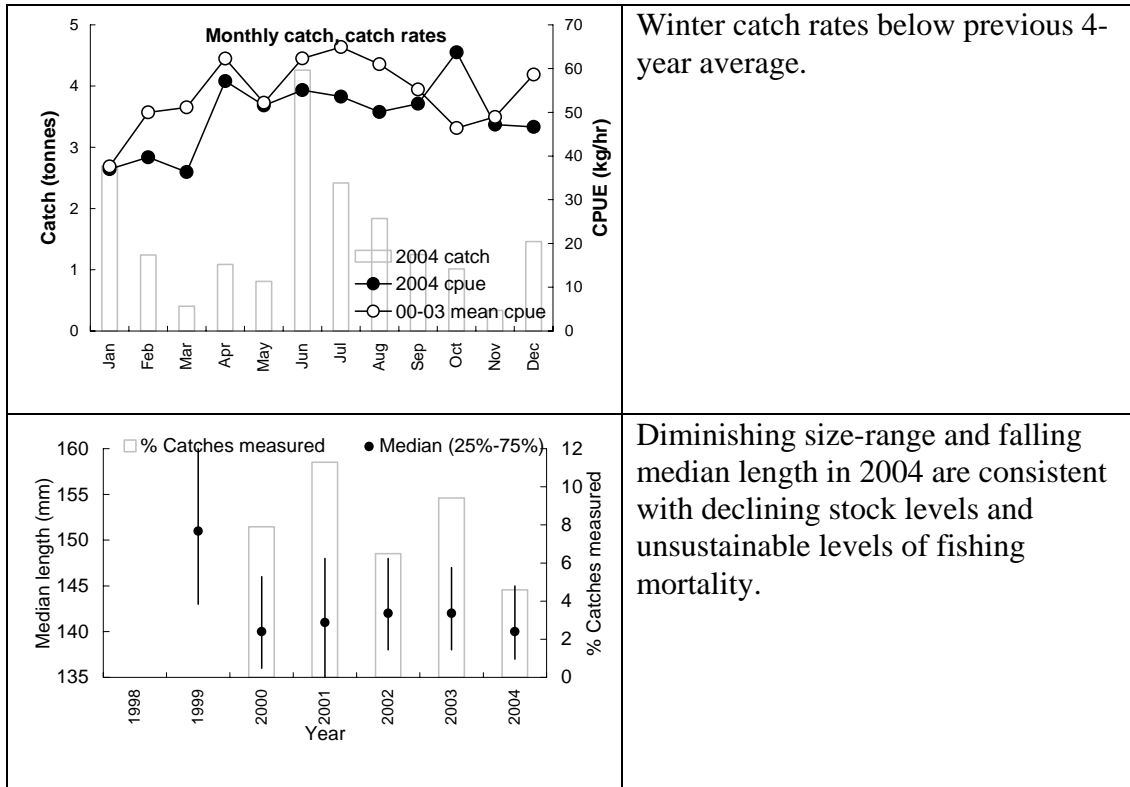 Monthly catch, catch rates
Catch (tonnes)
5
4
3
2
1
0
CPUE (kg/hr)
70
60
50
40
30
20
10
0
2004 catch
2004 cpue
00-03 mean cpue
Jan
Feb
Mar
Apr
May
Jun
Jul
Aug
Sep
Oct
Nov
Dec
Winter catch rates below previous 4-
year average.
% Catches measured
Median (25%-75%)
Median length (mm)
160
155
150
145
140
135
% Catches measured
12
10
8
6
4
2
0
1998
1999
2000
2001
2002
2003
2004
Year
Diminishing size-range and falling
median length in 2004 are consistent
with declining stock levels and
unsustainable levels of fishing
mortality.